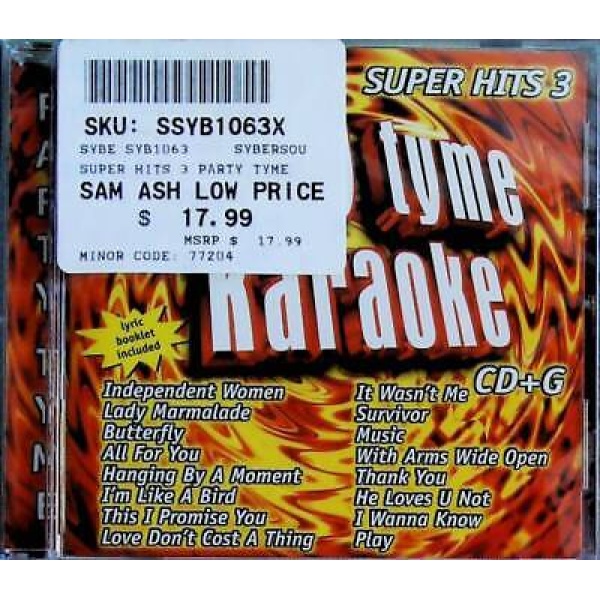 SUPER HITS 3
SKU: SSYB1063X
SYBE SYB1063 SYBERSOU
SUPER HITS 3 PARTY TYME
SAM ASH LOW PRICE
$ 17.99
MSRP $ 17.99
MINOR CODE: 77204
tyme
Karaoke
CD+G
lyric
booklet
included
Independent Women
Lady Marmalade
Butterfly
All For You
Hanging By A Moment
I'm Like A Bird
This I Promise You
Love Don't Cost A Thing
It Wasn't Me
Survivor
Music
With Arms Wide Open
Thank You
He Loves U Not
I Wanna Know
Play
PARTY TYME